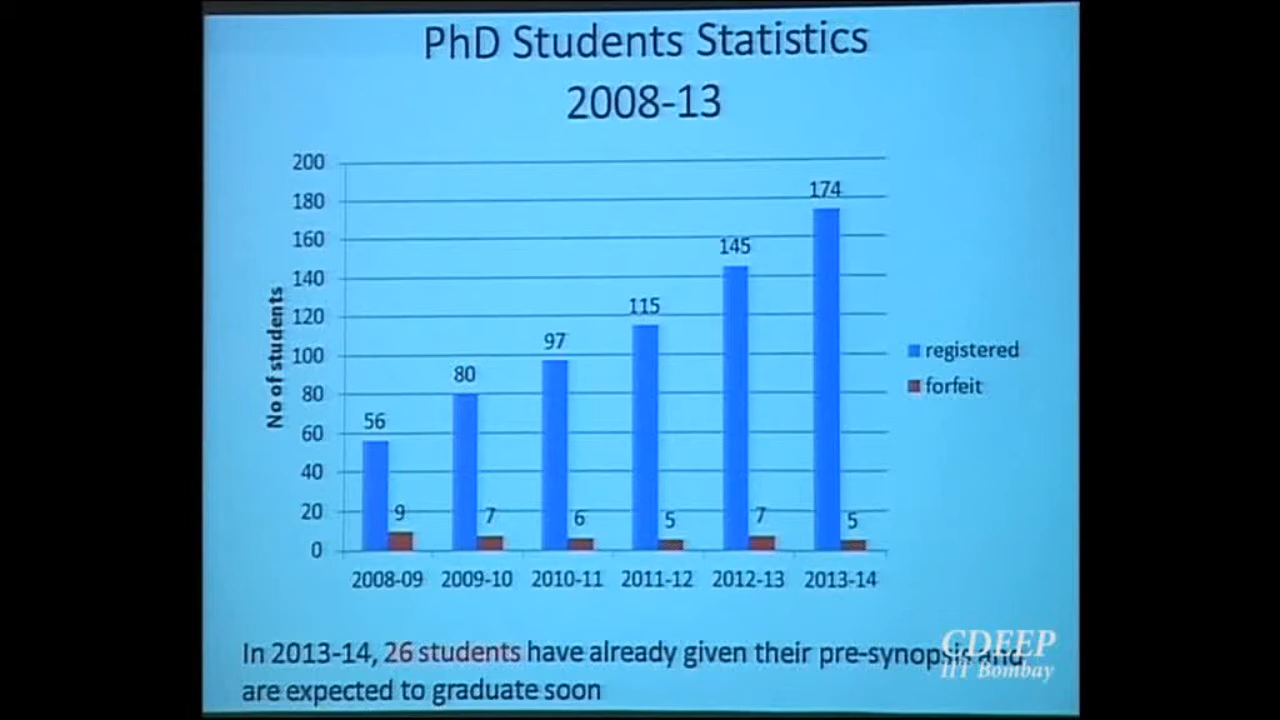 PhD Students Statistics
2008-13
200
180
160
140
120
100
80
60
40
20
0
No of students
56
9
80
7
97
6
115
5
145
7
174
5
2008-09 2009-10 2010-11 2011-12 2012-13 2013-14
registered
forfeit
In 2013-14, 26 students have already given their pre-synopsis and
are expected to graduate soon
CDEEP
IIT Bombay